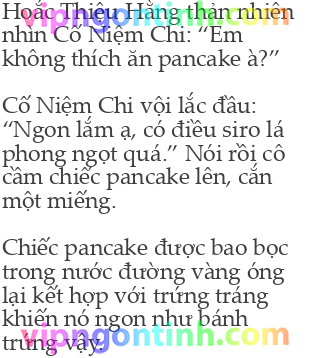 Hoắc Thiệu Hằng thản nhiên
vipngontinh.com
nhìn Cố Niệm Chi: “Em
không thích ăn pancake à?”
Cố Niệm Chi vội lắc đầu:
“Ngon lắm ạ, có điều siro lá
phong ngọt quá.” Nói rồi cô
cầm chiếc pancake lên, cắn
một miếng.
Chiếc pancake được bao bọc
trong nước đường vàng óng
lại kết hợp với trứng tráng
khiến nó ngon như bánh
vipngontinh.com
trứng vậy.